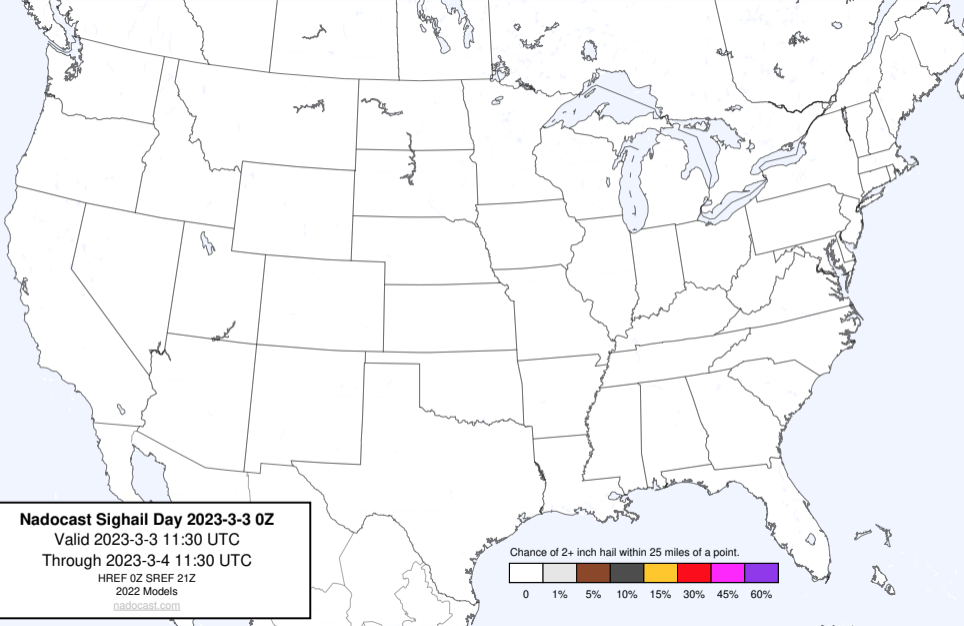 Nadocast Sighail Day 2023-3-3 0Z
Valid 2023-3-3 11:30 UTC
Through 2023-3-4 11:30 UTC
HREF 0Z SREF 21Z
2022 Models
nadocast.com
Chance of 2+ inch hail within 25 miles of a point.
0 1% 5% 10% 15% 30% 45% 60%